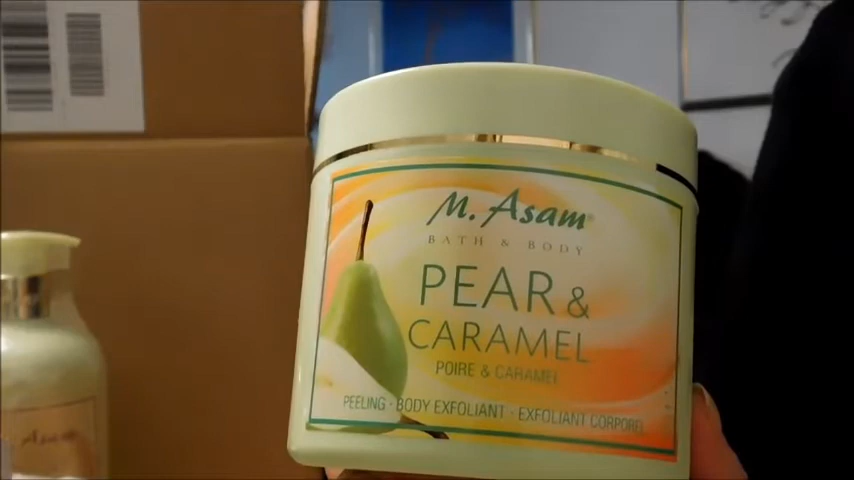 M. Asam®
BATH & BODY
PEAR &
CARAMEL
POIRE & CARAMEL
PEELING · BODY EXFOLIANT · EXFOLIANT CORPOREL